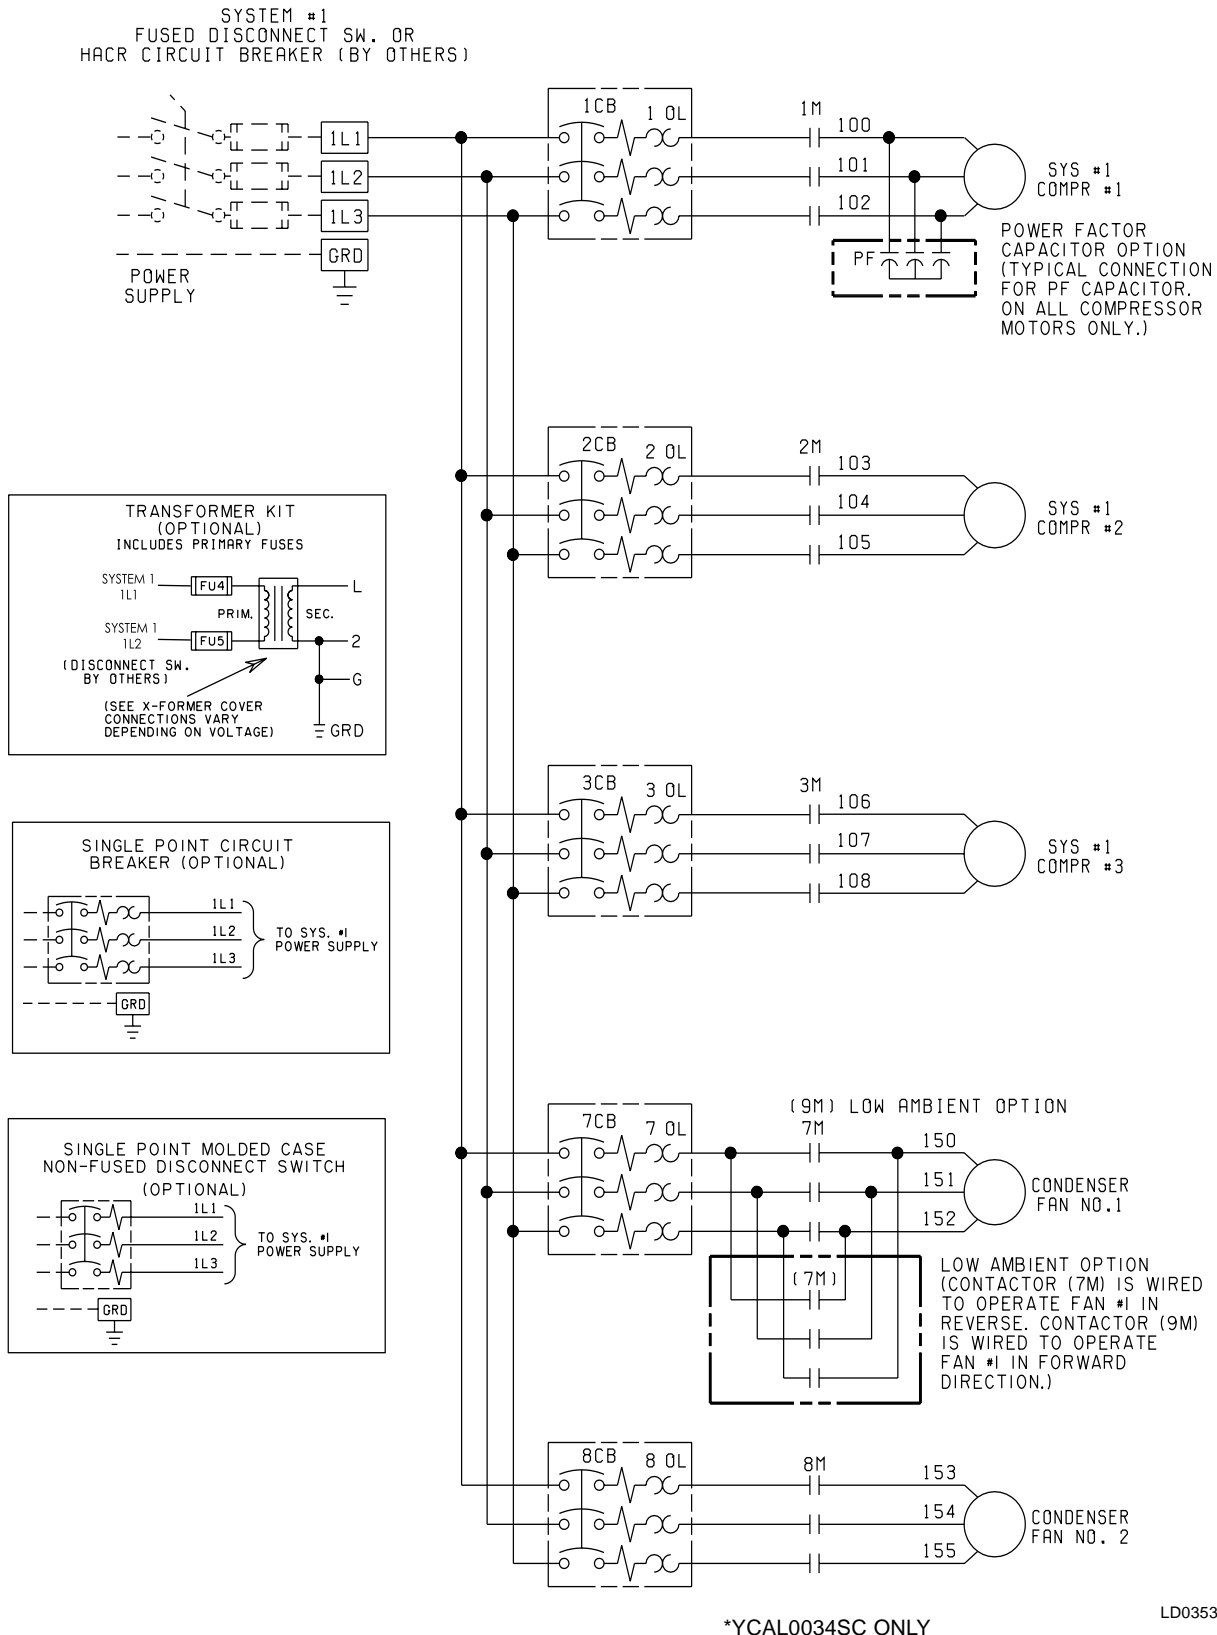 SYSTEM #1
FUSED DISCONNECT SW. OR
HACR CIRCUIT BREAKER (BY OTHERS)
1L1
1L2
1L3
GRD
POWER
SUPPLY
1CB
1 OL
1M
100
101
102
SYS #1
COMPR #1
PF
POWER FACTOR
CAPACITOR OPTION
(TYPICAL CONNECTION
FOR PF CAPACITOR.
ON ALL COMPRESSOR
MOTORS ONLY.)
2CB
2 OL
2M
103
104
105
SYS #1
COMPR #2
TRANSFORMER KIT
(OPTIONAL)
INCLUDES PRIMARY FUSES
SYSTEM 1
1L1
FU4
L
PRIM.
SEC.
SYSTEM 1
1L2
FU5
2
(DISCONNECT SW.
BY OTHERS)
G
(SEE X-FORMER COVER
CONNECTIONS VARY
DEPENDING ON VOLTAGE)
GRD
3CB
3 OL
3M
106
107
108
SYS #1
COMPR #3
SINGLE POINT CIRCUIT
BREAKER (OPTIONAL)
1L1
1L2
1L3
TO SYS. #1
POWER SUPPLY
GRD
SINGLE POINT MOLDED CASE
NON-FUSED DISCONNECT SWITCH
(OPTIONAL)
1L1
1L2
1L3
TO SYS. #1
POWER SUPPLY
GRD
7CB
7 OL
(9M) LOW AMBIENT OPTION
7M
150
151
152
CONDENSER
FAN NO.1
(7M)
LOW AMBIENT OPTION
(CONTACTOR (7M) IS WIRED
TO OPERATE FAN #1 IN
REVERSE. CONTACTOR (9M)
IS WIRED TO OPERATE
FAN #1 IN FORWARD
DIRECTION.)
8CB
8 OL
8M
153
154
155
CONDENSER
FAN NO. 2
LD0353
*YCAL0034SC ONLY